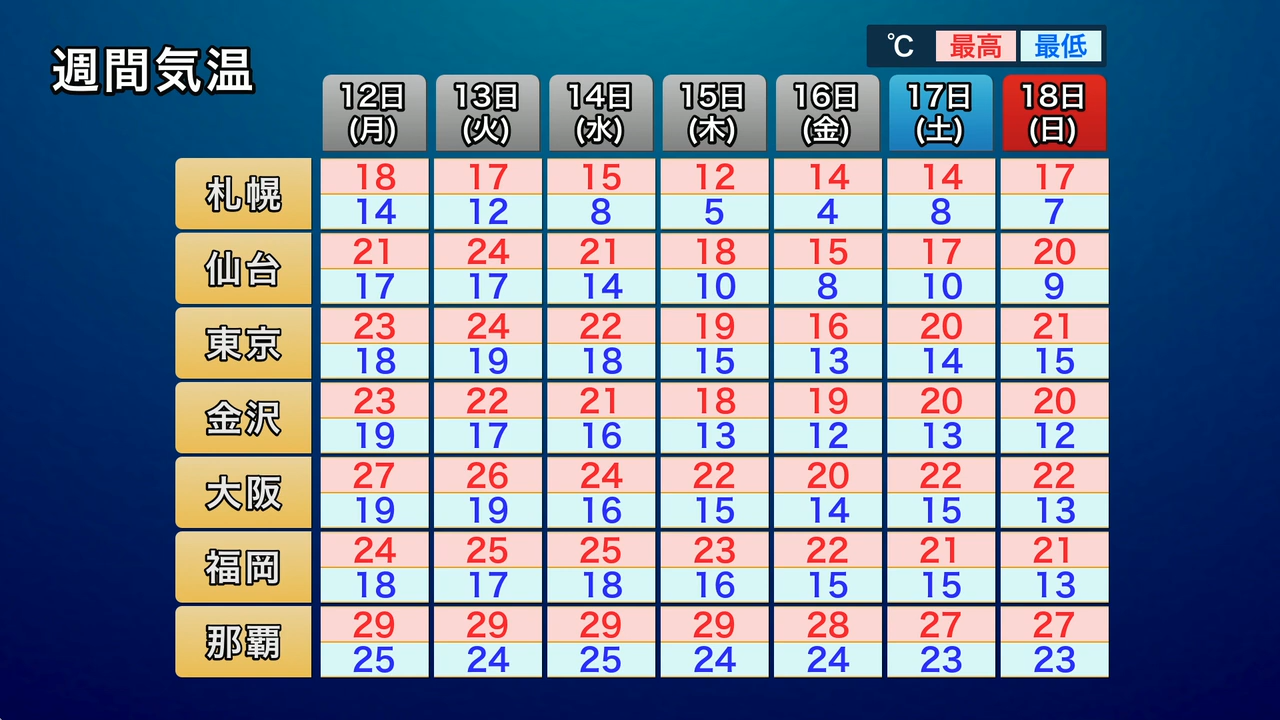 週間気温
℃ 最高 最低
12日 13日 14日 15日 16日 17日 18日
(月) (火) (水) (木) (金) (土) (日)
札幌 18 17 15 12 14 14 17
14 12 8 5 4 8 7
仙台 21 24 21 18 15 17 20
17 17 14 10 8 10 9
東京 23 24 22 19 16 20 21
18 19 18 15 13 14 15
金沢 23 22 21 18 19 20 20
19 17 16 13 12 13 12
大阪 27 26 24 22 20 22 22
19 19 16 15 14 15 13
福岡 24 25 25 23 22 21 21
18 17 18 16 15 15 13
那覇 29 29 29 29 28 27 27
25 24 25 24 24 23 23